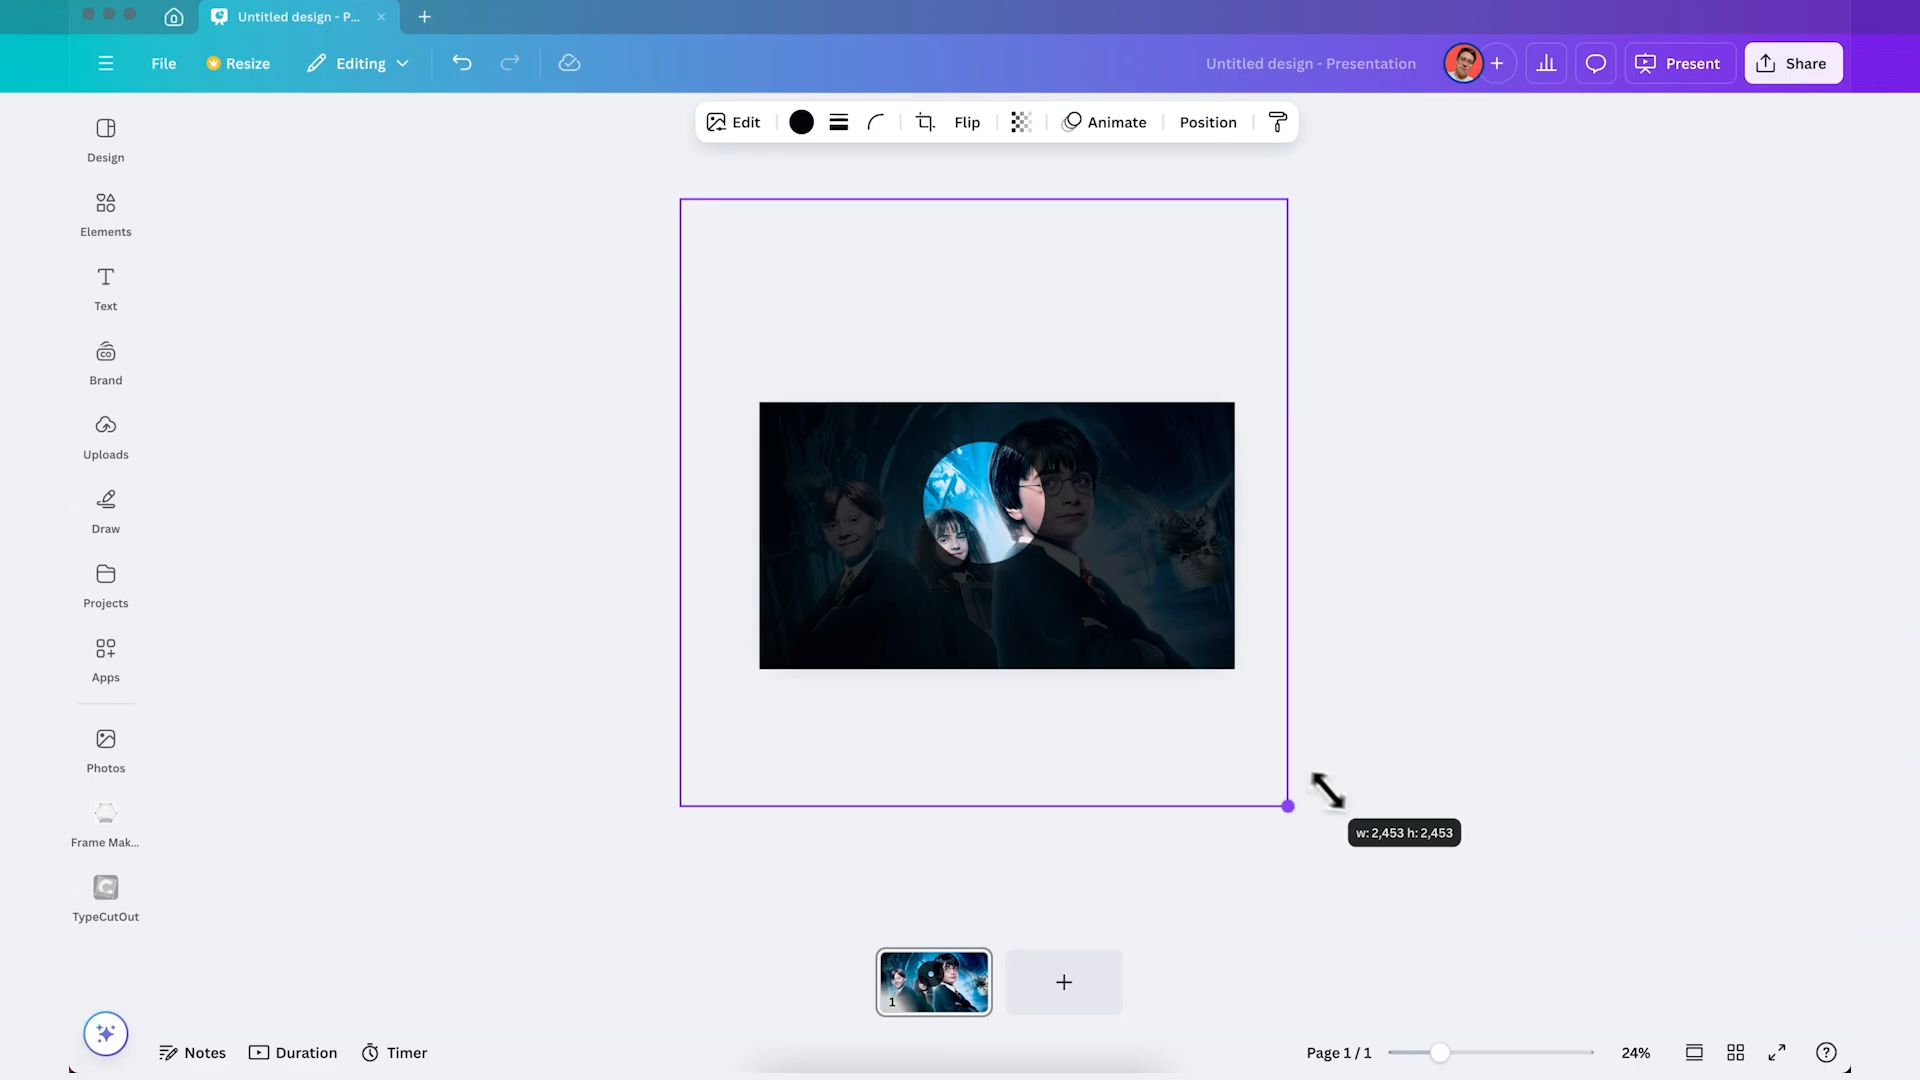 Untitled design - P...
File
Resize
Editing
Untitled design - Presentation
Present
Share
Edit
Flip
Animate
Position
Design
Elements
Text
Brand
CO
Uploads
Draw
Projects
Apps
Photos
Frame Mak...
TypeCutOut
w: 2,453 h: 2,453
1
Notes
Duration
Timer
Page 1 / 1
24%